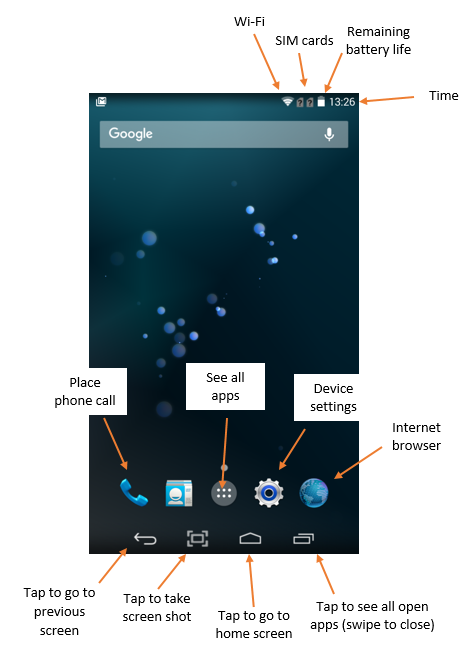 Wi-Fi
SIM cards
Remaining
battery life
Time
13:26
Google
Place
phone call
See all
apps
Device
settings
Internet
browser
Tap to go to
previous
screen
Tap to take
screen shot
Tap to go to
home screen
Tap to see all open
apps (swipe to close)